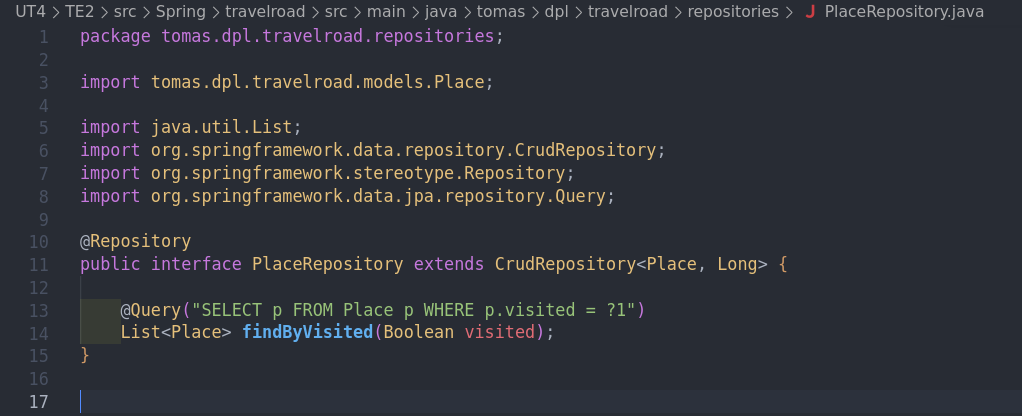 UT4 > TE2 > src > Spring > travelroad > src > main > java > tomas > dpl > travelroad > repositories > J PlaceRepository.java
1 package tomas.dpl.travelroad.repositories;
2
3 import tomas.dpl.travelroad.models.Place;
4
5 import java.util.List;
6 import org.springframework.data.repository.CrudRepository;
7 import org.springframework.stereotype.Repository;
8 import org.springframework.data.jpa.repository.Query;
9
10 @Repository
11 public interface PlaceRepository extends CrudRepository<Place, Long> {
12
13     @Query("SELECT p FROM Place p WHERE p.visited = ?1")
14     List<Place> findByVisited(Boolean visited);
15 }
16
17